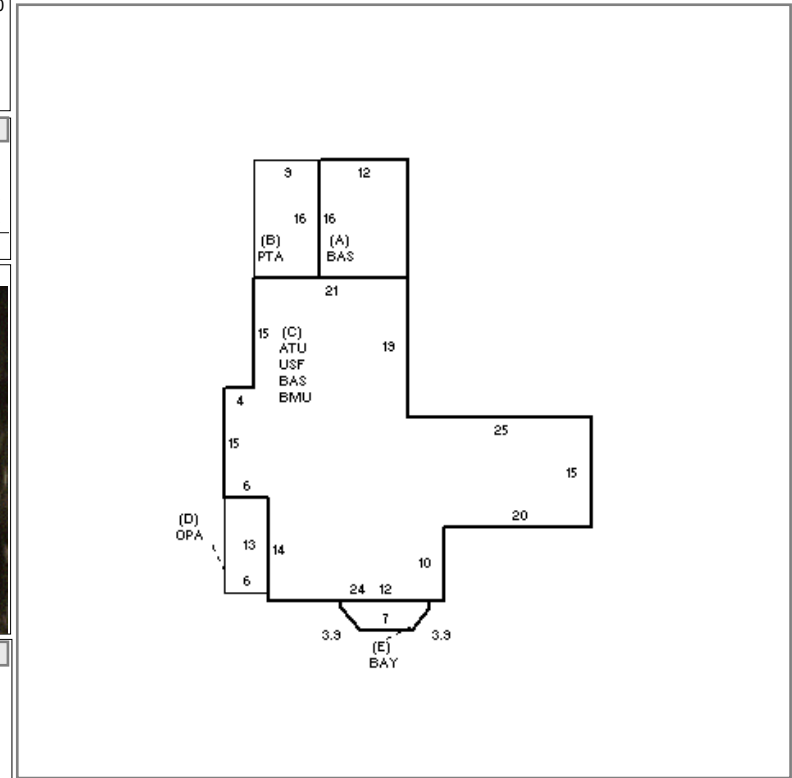 9 12
16 16
(B) (A)
PTA BAS
21
15 (C) 19
ATU
USF
BAS
BMU
4
25
15 15
6
20
(D)
OPA
13 14
10
6 24 12
7
3.9 3.9
(E)
BAY